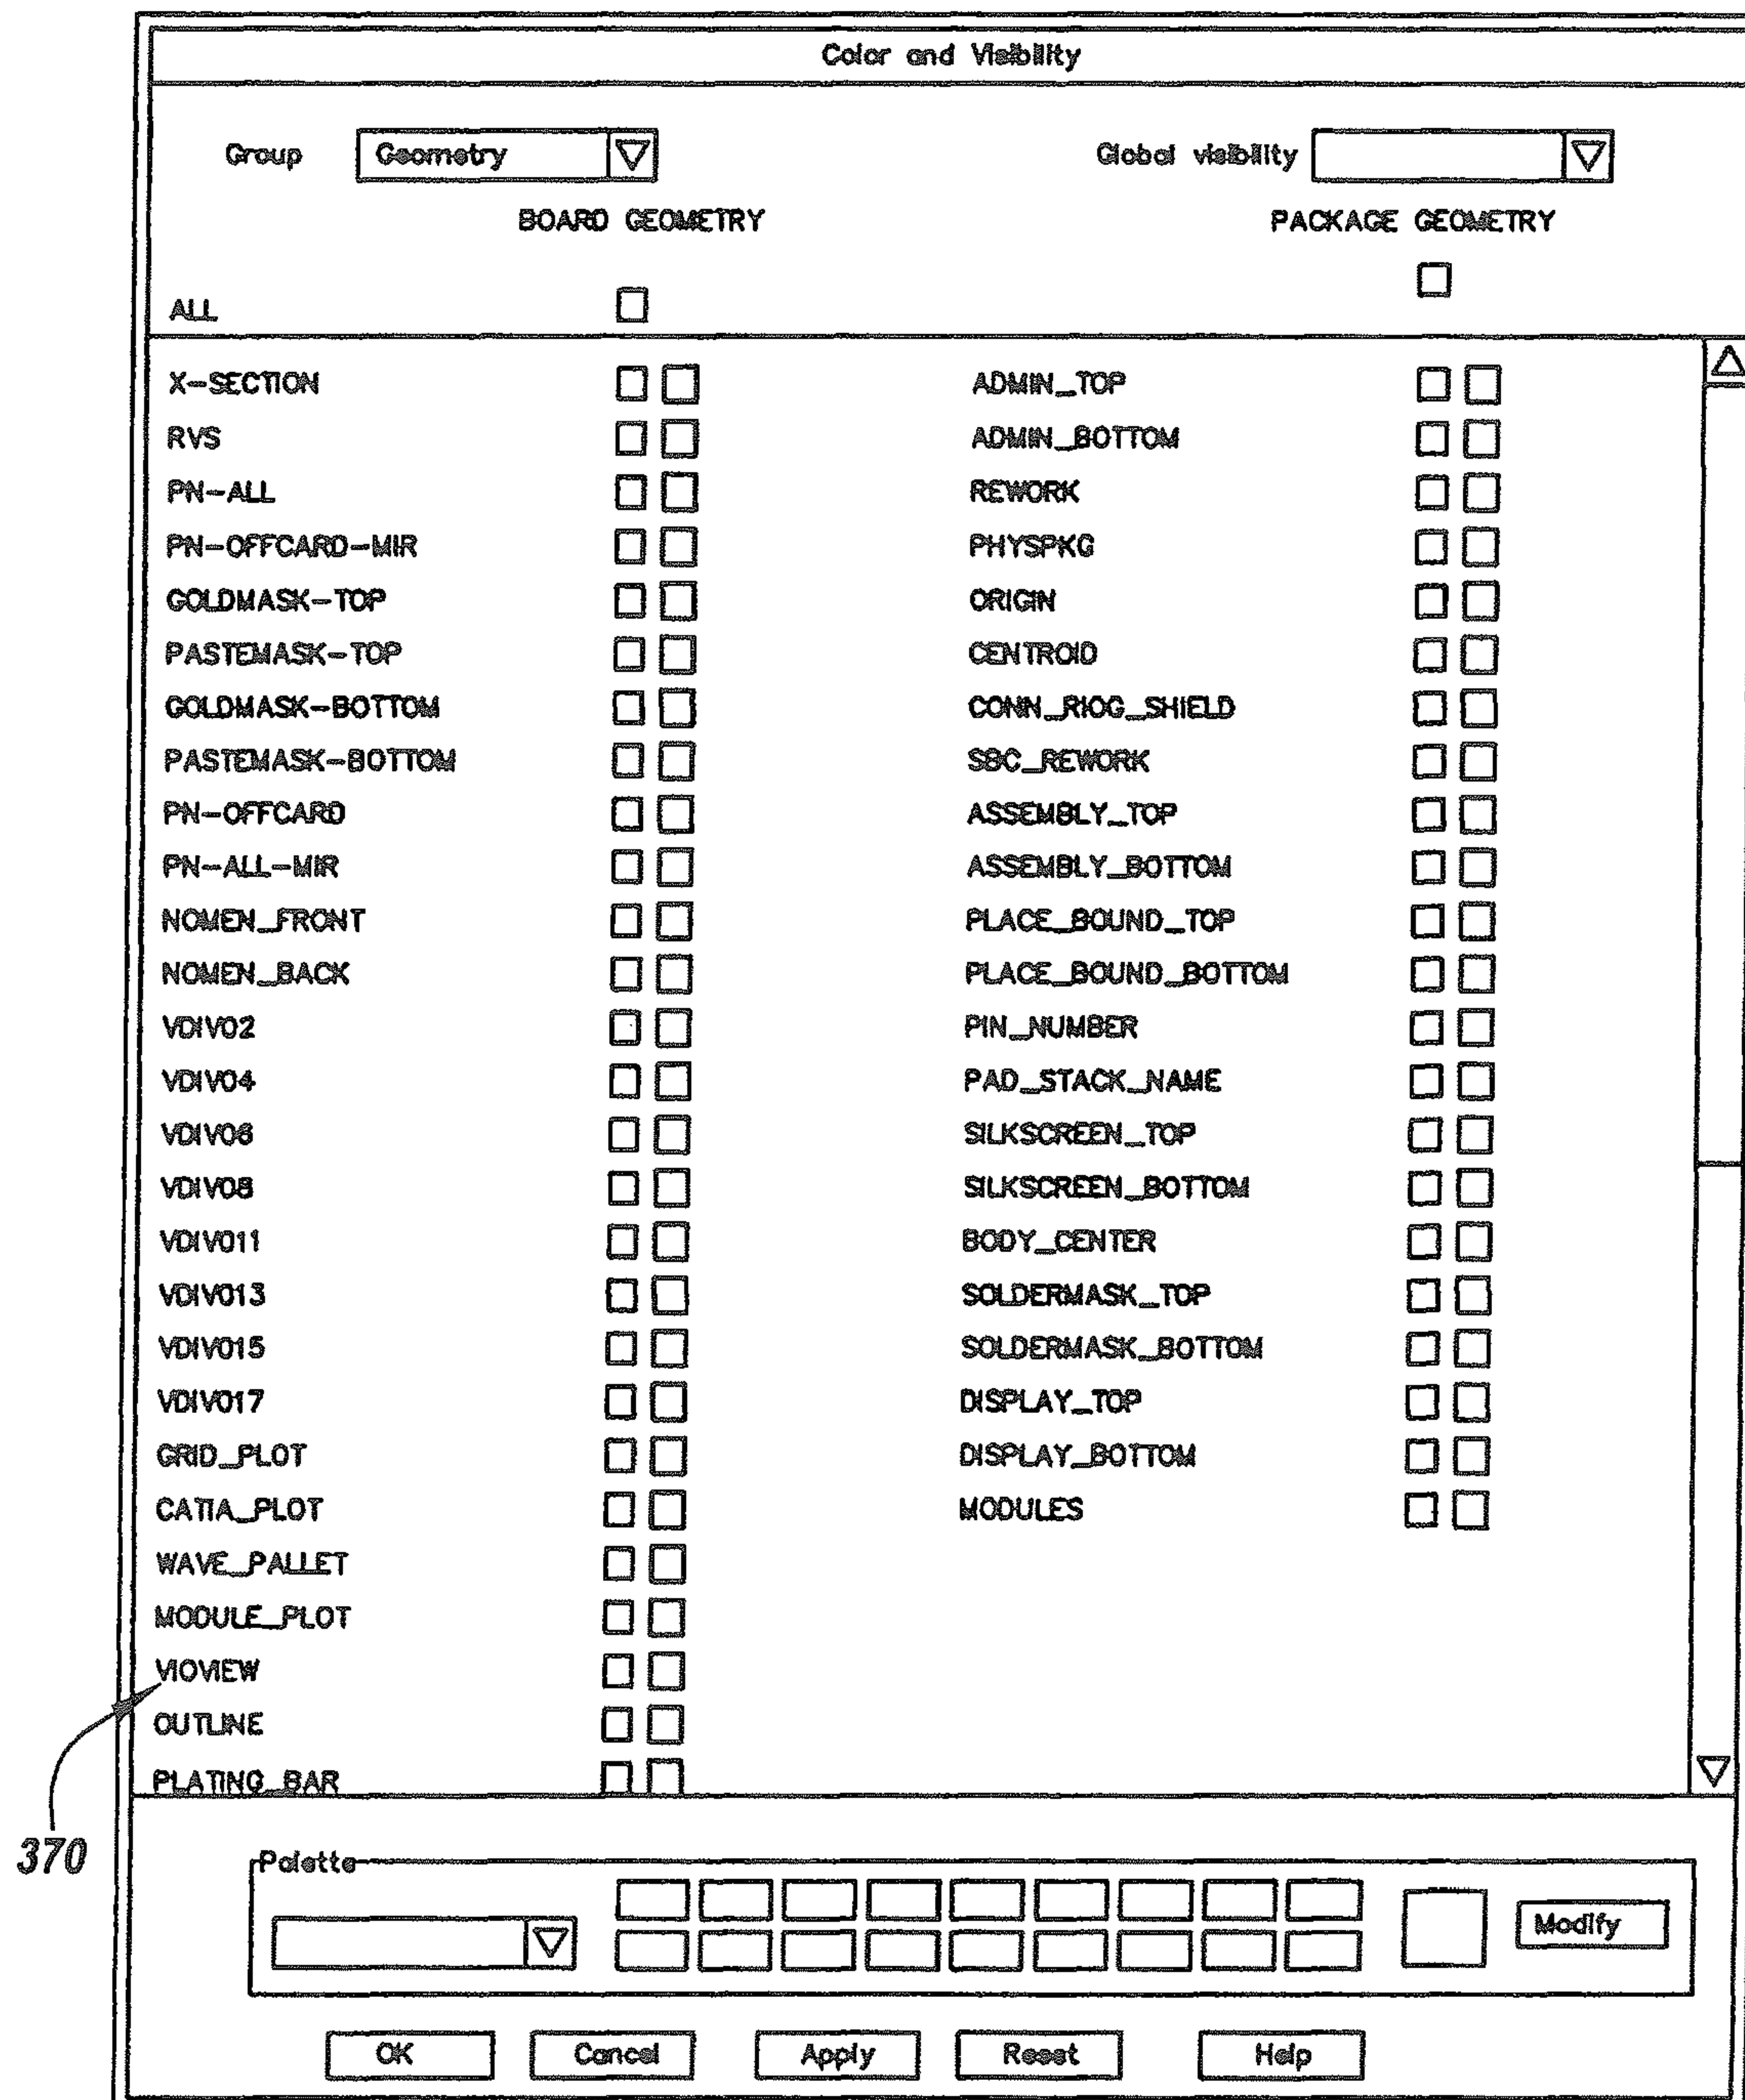 Color and Visibility
Group Geometry Global visibility
BOARD GEOMETRY PACKAGE GEOMETRY
ALL
X-SECTION ADMIN_TOP
RVS ADMIN_BOTTOM
PN-ALL REWORK
PN-OFFCARD-MIR PHYSPKG
GOLDMASK-TOP ORIGIN
PASTEMASK-TOP CENTROID
GOLDMASK-BOTTOM CONN_RIOG_SHIELD
PASTEMASK-BOTTOM SBC_REWORK
PN-OFFCARD ASSEMBLY_TOP
PN-ALL-MIR ASSEMBLY_BOTTOM
NOMEN_FRONT PLACE_BOUND_TOP
NOMEN_BACK PLACE_BOUND_BOTTOM
VDIV02 PIN_NUMBER
VDIV04 PAD_STACK_NAME
VDIV06 SILKSCREEN_TOP
VDIV08 SILKSCREEN_BOTTOM
VDIV011 BODY_CENTER
VDIV013 SOLDERMASK_TOP
VDIV015 SOLDERMASK_BOTTOM
VDIV017 DISPLAY_TOP
GRID_PLOT DISPLAY_BOTTOM
CATIA_PLOT MODULES
WAVE_PALLET
MODULE_PLOT
VIOVIEW
OUTLINE
PLATING_BAR
370
Palette
Modify
OK Cancel Apply Reset Help